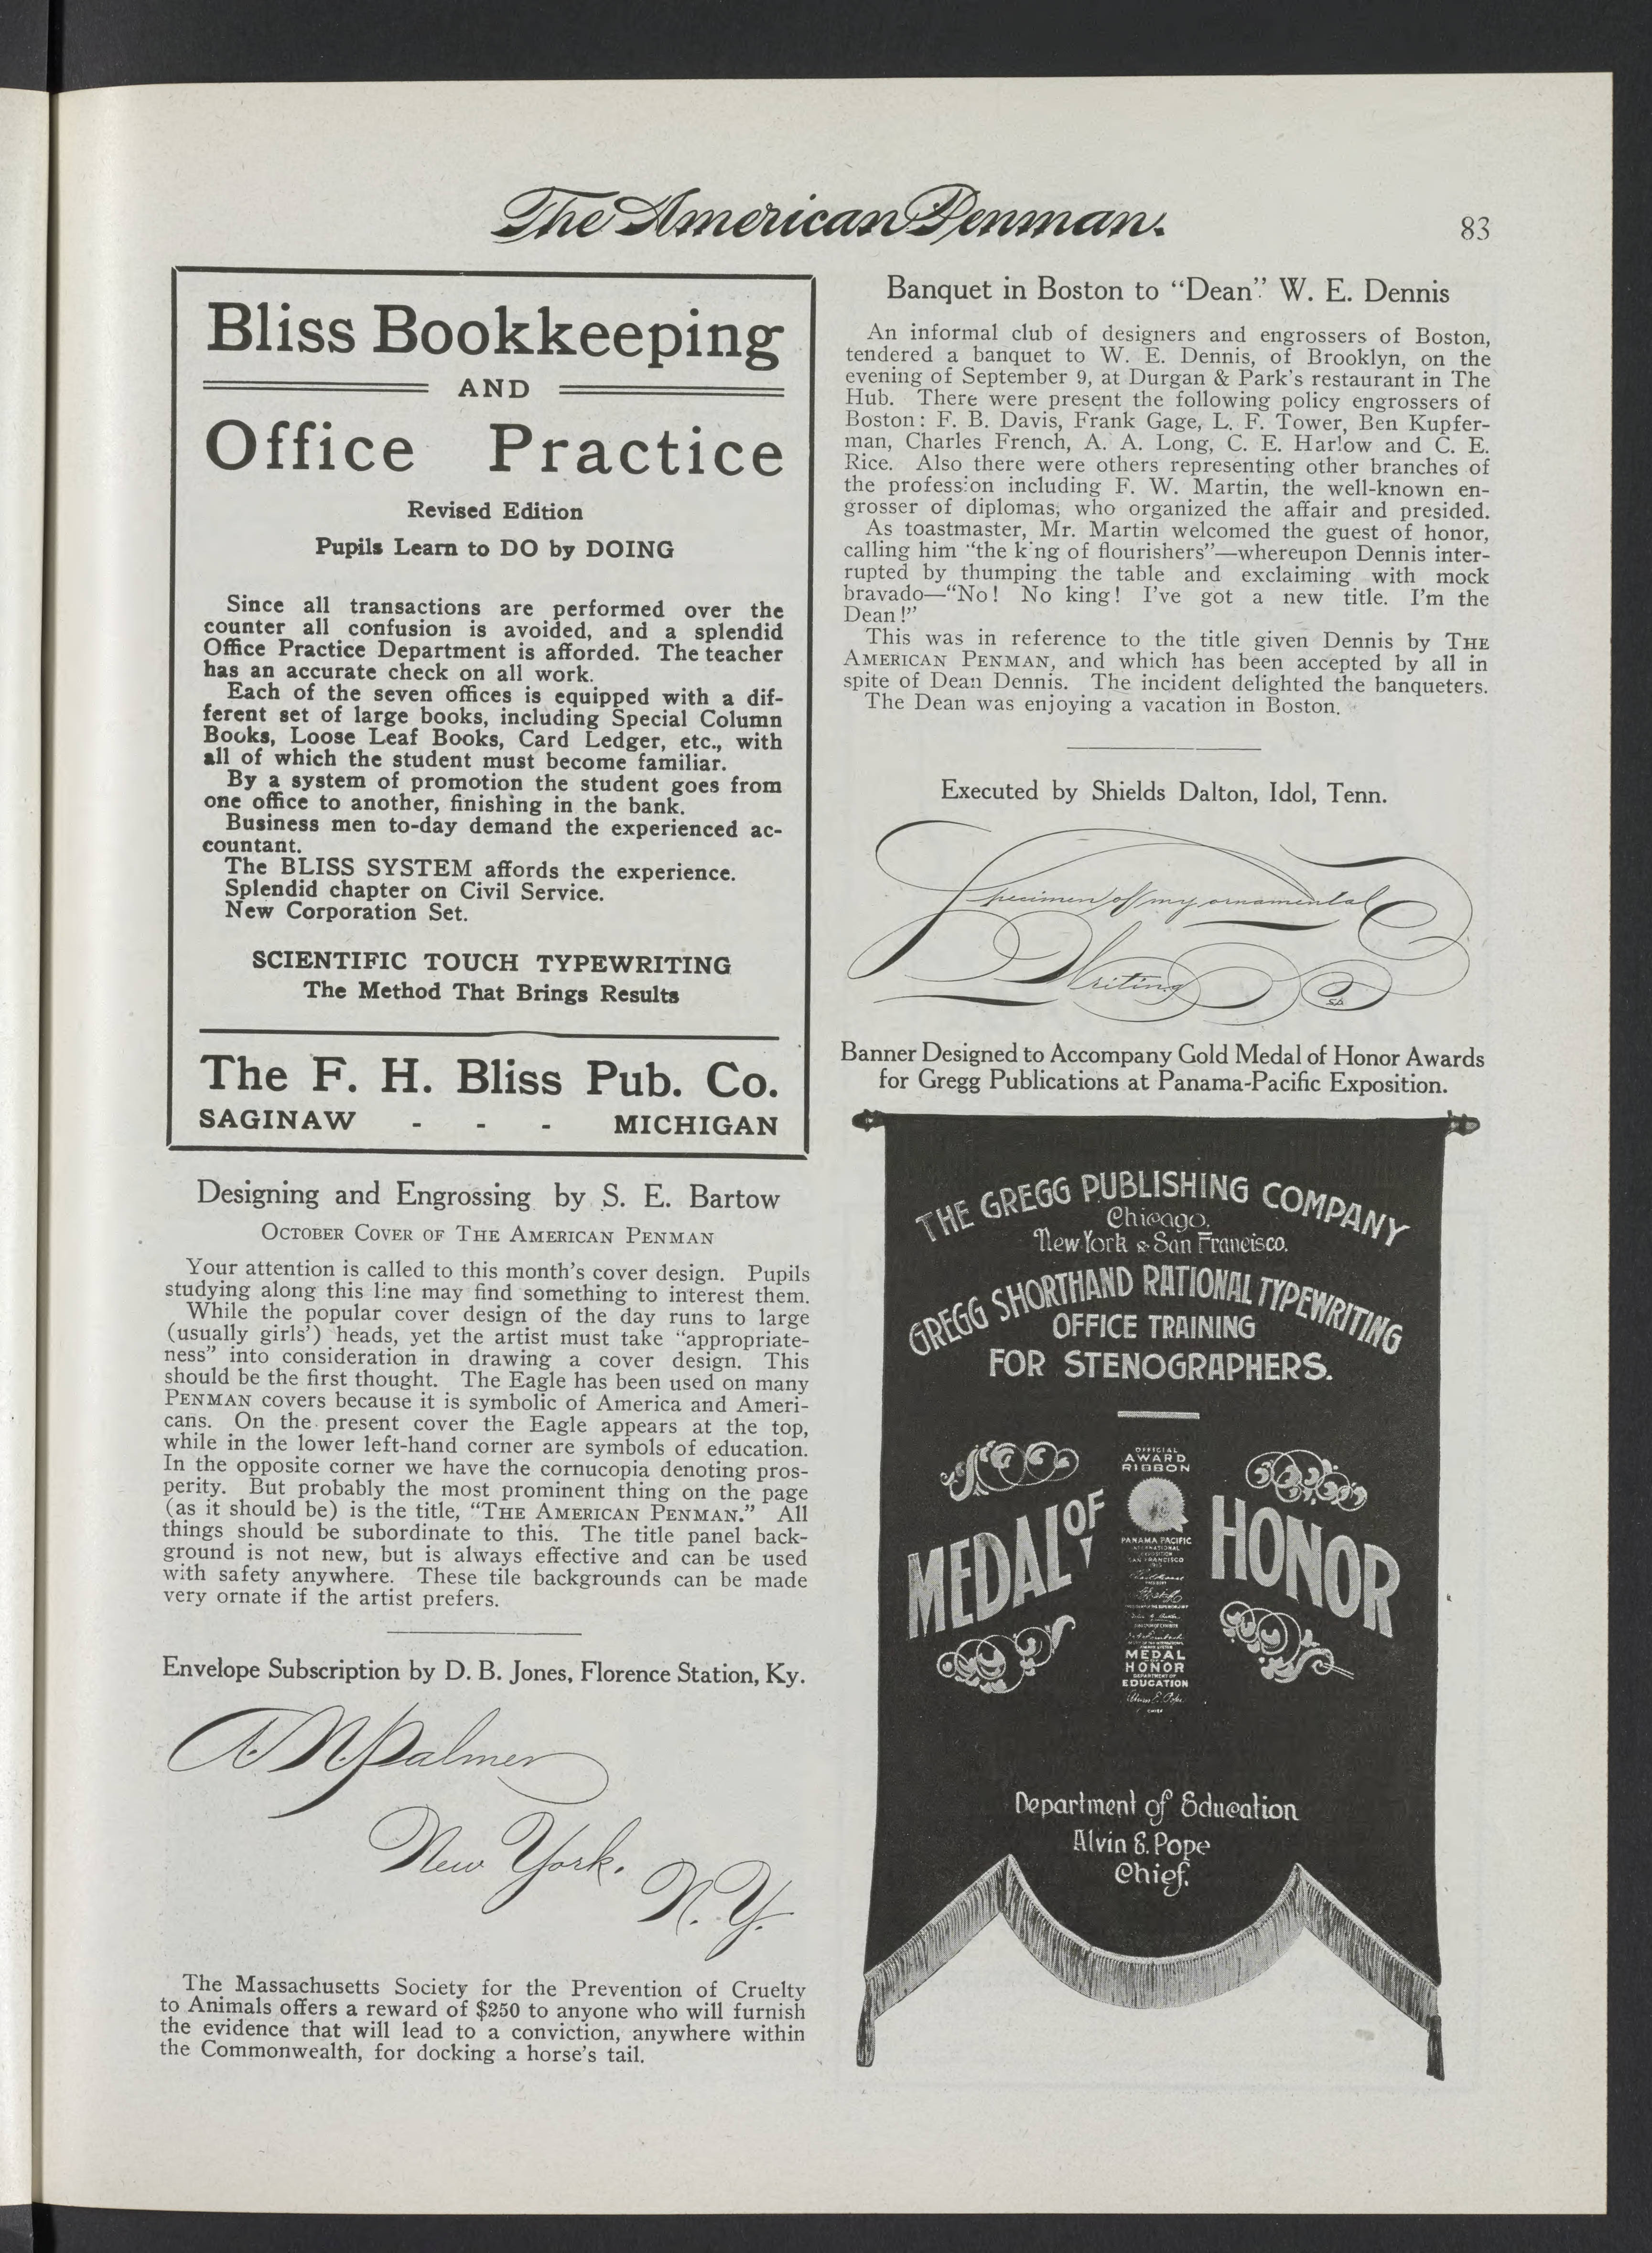 The American Penman.
83
Bliss Bookkeeping
AND
Office Practice
Revised Edition
Pupils Learn to DO by DOING
Since all transactions are performed over the
counter all confusion is avoided, and a splendid
Office Practice Department is afforded. The teacher
has an accurate check on all work.
Each of the seven offices is equipped with a dif-
ferent set of large books, including Special Column
Books, Loose Leaf Books, Card Ledger, etc., with
all of which the student must become familiar.
By a system of promotion the student goes from
one office to another, finishing in the bank.
Business men to-day demand the experienced ac-
countant.
The BLISS SYSTEM affords the experience.
Splendid chapter on Civil Service.
New Corporation Set.
SCIENTIFIC TOUCH TYPEWRITING
The Method That Brings Results
The F. H. Bliss Pub. Co.
SAGINAW - - - MICHIGAN
Designing and Engrossing by S. E. Bartow
OCTOBER COVER OF THE AMERICAN PENMAN
Your attention is called to this month's cover design. Pupils
studying along this line may find something to interest them.
While the popular cover design of the day runs to large
(usually girls') heads, yet the artist must take "appropriate-
ness" into consideration in drawing a cover design. This
should be the first thought. The Eagle has been used on many
PENMAN covers because it is symbolic of America and Ameri-
cans. On the present cover the Eagle appears at the top,
while in the lower left-hand corner are symbols of education.
In the opposite corner we have the cornucopia denoting pros-
perity. But probably the most prominent thing on the page
(as it should be) is the title, "THE AMERICAN PENMAN." All
things should be subordinate to this. The title panel back-
ground is not new, but is always effective and can be used
with safety anywhere. These tile backgrounds can be made
very ornate if the artist prefers.
Envelope Subscription by D. B. Jones, Florence Station, Ky.
A. N. Palmer
New York.
N. Y.
The Massachusetts Society for the Prevention of Cruelty
to Animals offers a reward of $250 to anyone who will furnish
the evidence that will lead to a conviction, anywhere within
the Commonwealth, for docking a horse's tail.
Banquet in Boston to "Dean" W. E. Dennis
An informal club of designers and engrossers of Boston,
tendered a banquet to W. E. Dennis, of Brooklyn, on the
evening of September 9, at Durgan & Park's restaurant in The
Hub. There were present the following policy engrossers of
Boston: F. B. Davis, Frank Gage, L. F. Tower, Ben Kupfer-
man, Charles French, A. A. Long, C. E. Harlow and C. E.
Rice. Also there were others representing other branches of
the profession including F. W. Martin, the well-known en-
grosser of diplomas, who organized the affair and presided.
As toastmaster, Mr. Martin welcomed the guest of honor,
calling him "the king of flourishers"—whereupon Dennis inter-
rupted by thumping the table and exclaiming with mock
bravado—"No! No king! I've got a new title. I'm the
Dean!"
This was in reference to the title given Dennis by THE
AMERICAN PENMAN, and which has been accepted by all in
spite of Dean Dennis. The incident delighted the banqueters.
The Dean was enjoying a vacation in Boston.
Executed by Shields Dalton, Idol, Tenn.
Specimen of my ornamental
Writing
S.D.
Banner Designed to Accompany Gold Medal of Honor Awards
for Gregg Publications at Panama-Pacific Exposition.
THE GREGG PUBLISHING COMPANY
Chicago.
New York & San Francisco.
GREGG SHORTHAND RATIONAL TYPEWRITING
OFFICE TRAINING
FOR STENOGRAPHERS.
OFFICIAL
AWARD
RIBBON
MEDAL OF HONOR
PANAMA PACIFIC
INTERNATIONAL
EXPOSITION
SAN FRANCISCO
MEDAL
OF
HONOR
DEPARTMENT OF
EDUCATION
Alvin E. Pope
CHIEF
Department of Education
Alvin E. Pope
Chief.